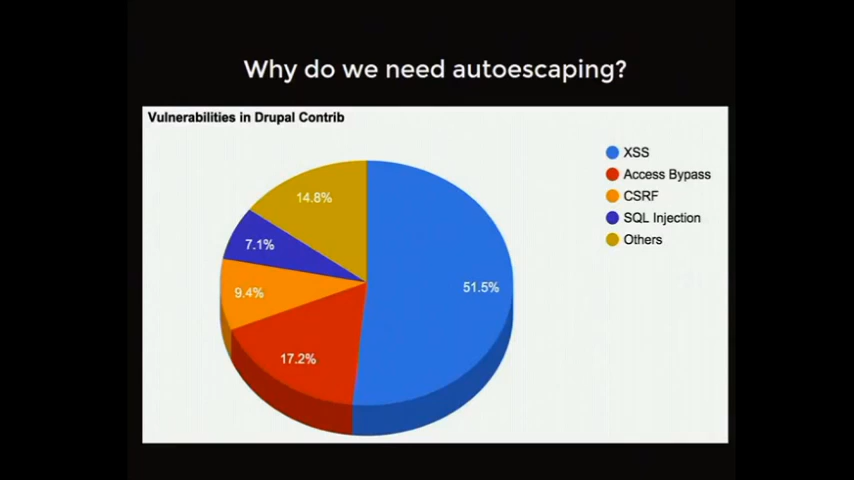 Why do we need autoescaping?
Vulnerabilities in Drupal Contrib
XSS
Access Bypass
CSRF
SQL Injection
Others
14.8%
7.1%
9.4%
51.5%
17.2%